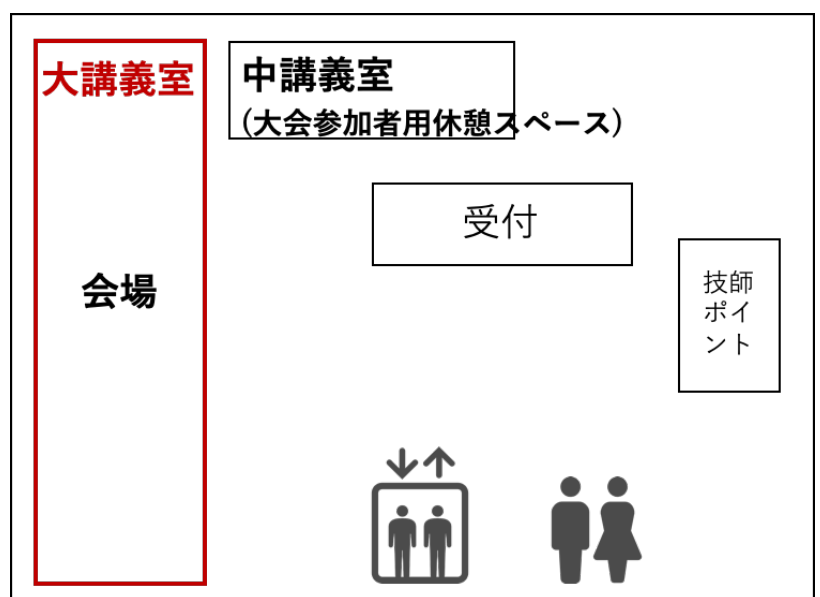 大講義室
会場
中講義室
(大会参加者用休憩スペース)
受付
技師
ポイ
ント